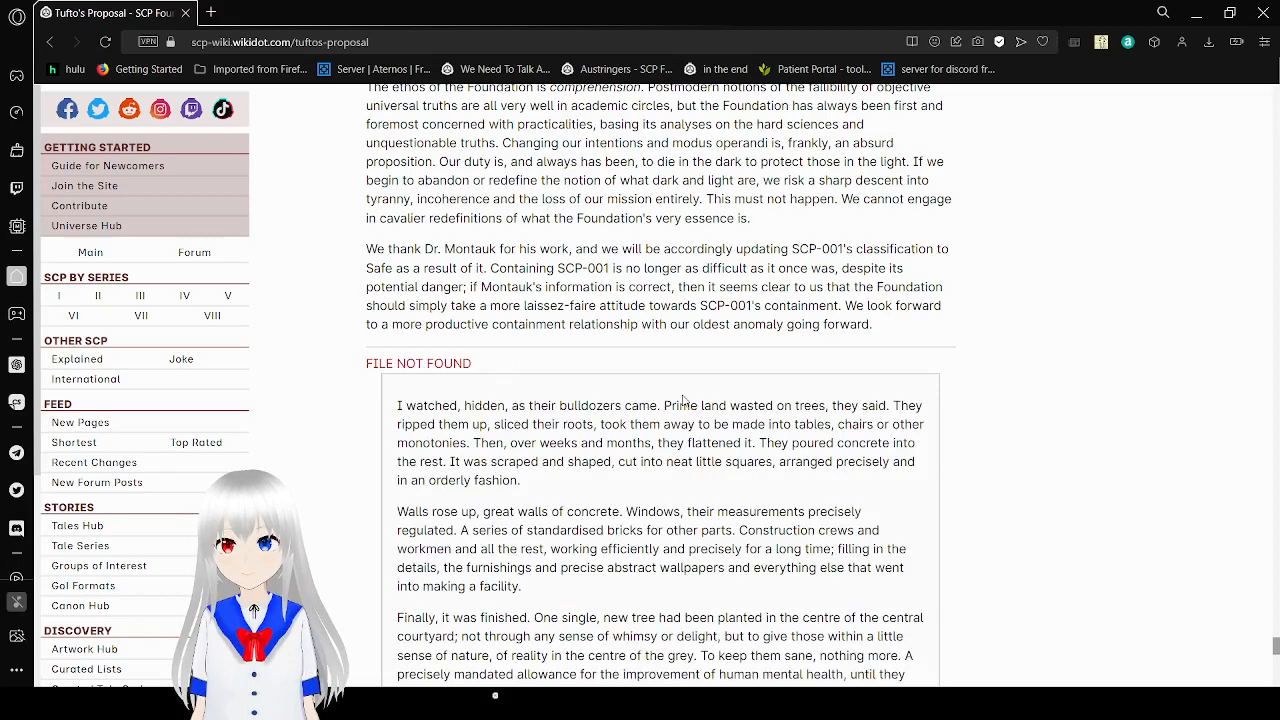 Tufto's Proposal - SCP Four
scp-wiki.wikidot.com/tuftos-proposal
VPN
hulu
Getting Started
Imported from Firef...
Server | Aternos | Fr...
We Need To Talk A...
Austringers - SCP F...
in the end
Patient Portal - tool...
server for discord fr...
GETTING STARTED
Guide for Newcomers
Join the Site
Contribute
Universe Hub
Main Forum
SCP BY SERIES
I II III IV V
VI VII VIII
OTHER SCP
Explained Joke
International
FEED
New Pages
Shortest Top Rated
Recent Changes
New Forum Posts
STORIES
Tales Hub
Tale Series
Groups of Interest
GoI Formats
Canon Hub
DISCOVERY
Artwork Hub
Curated Lists
The ethos of the Foundation is comprehension. Postmodern notions of the fallibility of objective
universal truths are all very well in academic circles, but the Foundation has always been first and
foremost concerned with practicalities, basing its analyses on the hard sciences and
unquestionable truths. Changing our intentions and modus operandi is, frankly, an absurd
proposition. Our duty is, and always has been, to die in the dark to protect those in the light. If we
begin to abandon or redefine the notion of what dark and light are, we risk a sharp descent into
tyranny, incoherence and the loss of our mission entirely. This must not happen. We cannot engage
in cavalier redefinitions of what the Foundation's very essence is.
We thank Dr. Montauk for his work, and we will be accordingly updating SCP-001's classification to
Safe as a result of it. Containing SCP-001 is no longer as difficult as it once was, despite its
potential danger; if Montauk's information is correct, then it seems clear to us that the Foundation
should simply take a more laissez-faire attitude towards SCP-001's containment. We look forward
to a more productive containment relationship with our oldest anomaly going forward.
FILE NOT FOUND
I watched, hidden, as their bulldozers came. Prime land wasted on trees, they said. They
ripped them up, sliced their roots, took them away to be made into tables, chairs or other
monotonies. Then, over weeks and months, they flattened it. They poured concrete into
the rest. It was scraped and shaped, cut into neat little squares, arranged precisely and
in an orderly fashion.
Walls rose up, great walls of concrete. Windows, their measurements precisely
regulated. A series of standardised bricks for other parts. Construction crews and
workmen and all the rest, working efficiently and precisely for a long time; filling in the
details, the furnishings and precise abstract wallpapers and everything else that went
into making a facility.
Finally, it was finished. One single, new tree had been planted in the centre of the central
courtyard; not through any sense of whimsy or delight, but to give those within a little
sense of nature, of reality in the centre of the grey. To keep them sane, nothing more. A
precisely mandated allowance for the improvement of human mental health, until they